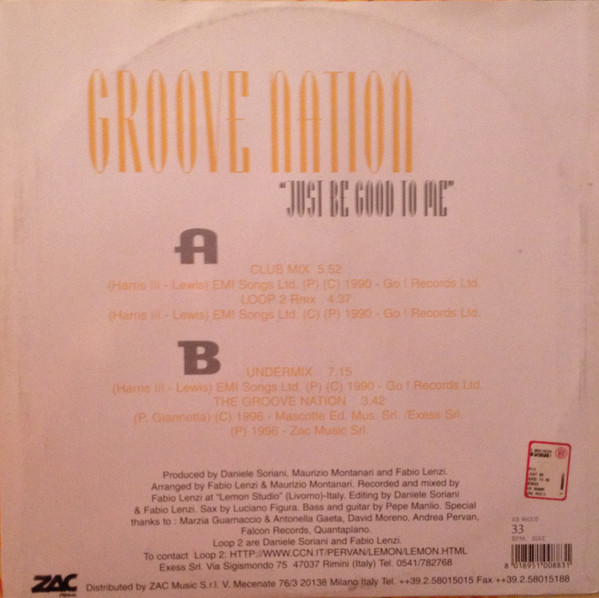 GROOVE NATION
"JUST BE GOOD TO ME"
A
CLUB MIX 5.52
(Harris III - Lewis) EMI Songs Ltd. (P) (C) 1990 - Go ! Records Ltd.
LOOP 2 Rmx 4.37
(Harris III - Lewis) EMI Songs Ltd. (C) (P) 1990 - Go ! Records Ltd.
B
UNDERMIX 7.15
(Harris III - Lewis) EMI Songs Ltd. (P) (C) 1990 - Go ! Records Ltd.
THE GROOVE NATION 3.42
(P. Giannetta) (C) 1996 - Mascotte Ed. Mus. Srl. /Exess Srl.
(P) 1996 - Zac Music Srl.
Produced by Daniele Soriani, Maurizio Montanari and Fabio Lenzi.
Arranged by Fabio Lenzi & Maurizio Montanari. Recorded and mixed by
Fabio Lenzi at "Lemon Studio" (Livorno)-Italy. Editing by Daniele Soriani
& Fabio Lenzi. Sax by Luciano Figura. Bass and guitar by Pepe Manlio. Special
thanks to : Marzia Guarnaccio & Antonella Gaeta, David Moreno, Andrea Pervan,
Falcon Records, Quantaplano.
Loop 2 are Daniele Soriani and Fabio Lenzi.
To contact Loop 2: HTTP://WWW.CCN.IT/PERVAN/LEMON/LEMON.HTML
Exess Srl. Via Sigismondo 75 47037 Rimini (Italy) Tel. 0541/782768
33
8 018951 008831
ZAC
Distributed by ZAC Music S.r.l. V. Mecenate 76/3 20138 Milano Italy Tel. ++39.2.58015015 Fax ++39.2.58015188